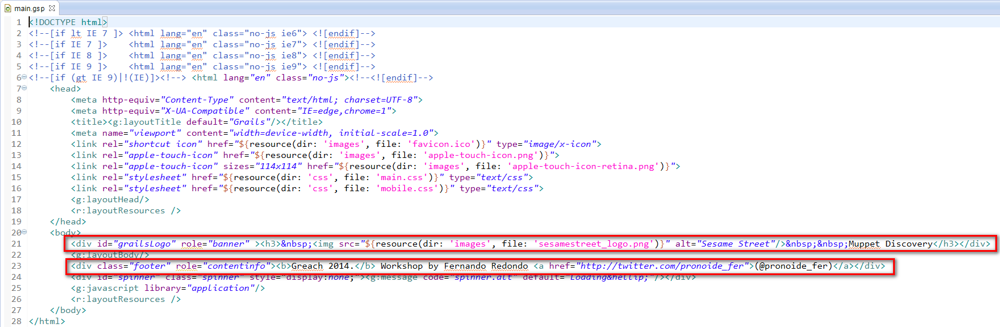 main.gsp
1 <!DOCTYPE html>
2 <!--[if lt IE 7 ]> <html lang="en" class="no-js ie6"> <![endif]-->
3 <!--[if IE 7 ]>    <html lang="en" class="no-js ie7"> <![endif]-->
4 <!--[if IE 8 ]>    <html lang="en" class="no-js ie8"> <![endif]-->
5 <!--[if IE 9 ]>    <html lang="en" class="no-js ie9"> <![endif]-->
6 <!--[if (gt IE 9)|!(IE)]><!--> <html lang="en" class="no-js"><!--<![endif]-->
7     <head>
8         <meta http-equiv="Content-Type" content="text/html; charset=UTF-8">
9         <meta http-equiv="X-UA-Compatible" content="IE=edge,chrome=1">
10         <title><g:layoutTitle default="Grails"/></title>
11         <meta name="viewport" content="width=device-width, initial-scale=1.0">
12         <link rel="shortcut icon" href="${resource(dir: 'images', file: 'favicon.ico')}" type="image/x-icon">
13         <link rel="apple-touch-icon" href="${resource(dir: 'images', file: 'apple-touch-icon.png')}">
14         <link rel="apple-touch-icon" sizes="114x114" href="${resource(dir: 'images', file: 'apple-touch-icon-retina.png')}">
15         <link rel="stylesheet" href="${resource(dir: 'css', file: 'main.css')}" type="text/css">
16         <link rel="stylesheet" href="${resource(dir: 'css', file: 'mobile.css')}" type="text/css">
17         <g:layoutHead/>
18         <r:layoutResources />
19     </head>
20     <body>
21         <div id="grailsLogo" role="banner" ><h3>&nbsp;<img src="${resource(dir: 'images', file: 'sesamestreet_logo.png')}" alt="Sesame Street"/>&nbsp;&nbsp;Muppet Discovery</h3></div>
22         <g:layoutBody/>
23         <div class="footer" role="contentinfo"><b>Greach 2014.</b> Workshop by Fernando Redondo <a href="http://twitter.com/pronoide_fer">(@pronoide_fer)</a></div>
24         <div id="spinner" class="spinner" style="display:none;"><g:message code="spinner.alt" default="Loading&hellip;"/></div>
25         <g:javascript library="application"/>
26         <r:layoutResources />
27     </body>
28 </html>